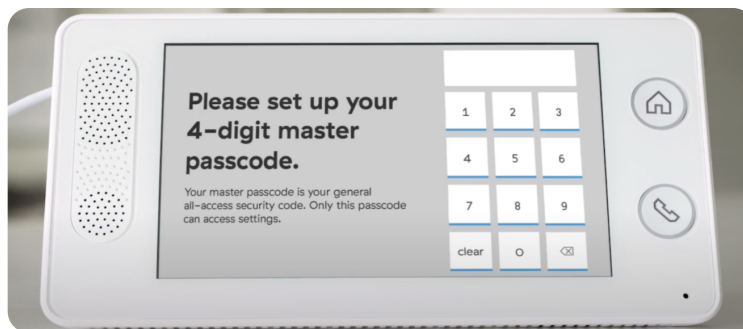 Please set up your
4-digit master
passcode.
Your master passcode is your general
all-access security code. Only this passcode
can access settings.
1 2 3
4 5 6
7 8 9
clear 0